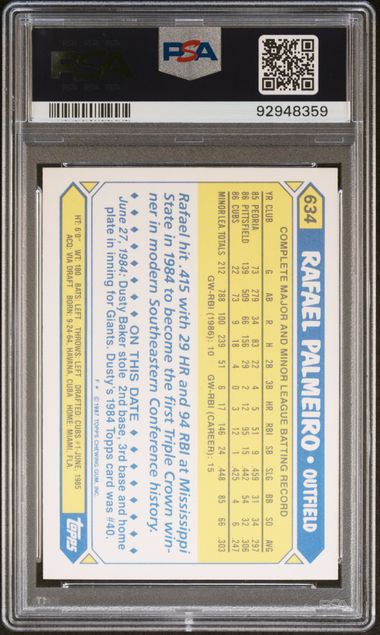 PSA
PSA
92948359
634
RAFAEL PALMEIRO • OUTFIELD
COMPLETE MAJOR AND MINOR LEAGUE BATTING RECORD
YR CLUB G AB R H 2B 3B HR RBI SB SLG BB SO AVG
85 PEORIA 73 279 34 83 22 4 5 51 9 459 31 34 297
86 PITTSFIELD 139 509 66 156 29 2 12 95 15 442 54 32 306
86 CUBS 22 73 9 18 4 0 3 12 1 425 4 6 247
MINOR LEA. TOTALS 212 788 100 239 51 6 17 146 24 448 85 66 303
GW-RBI (1986): 10 GW-RBI (CAREER): 15
Rafael hit .415 with 29 HR and 94 RBI at Mississippi
State in 1984 to become the first Triple Crown win-
ner in modern Southeastern Conference history.
ON THIS DATE
June 27, 1984: Dusty Baker stole 2nd base, 3rd base and home
plate in inning for Giants. Dusty's 1984 Topps card was #40.
F* © 1987 TOPPS CHEWING GUM, INC.
HT: 6'0" WT: 180 BATS: LEFT THROWS: LEFT DRAFTED: CUBS #1-JUNE, 1985
ACQ: VIA DRAFT BORN: 9-24-64, HAVANA, CUBA HOME: MIAMI, FLA.
TOPPS